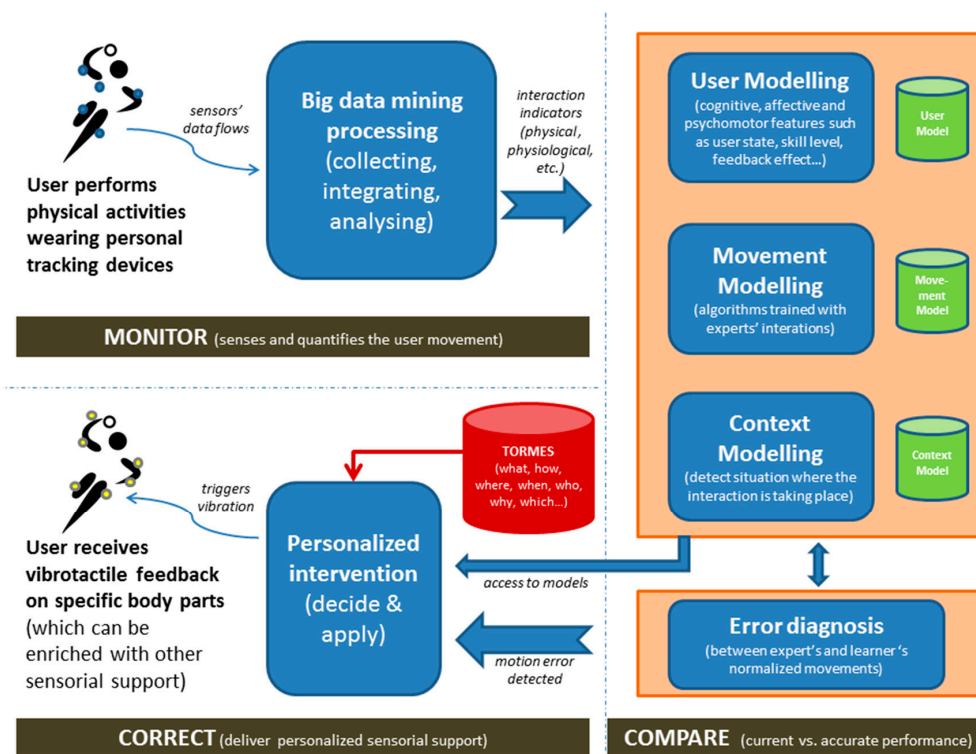 sensors'
data flows
User performs
physical activities
wearing personal
tracking devices
Big data mining
processing
(collecting,
integrating,
analysing)
interaction
indicators
(physical,
physiological,
etc.)
MONITOR (senses and quantifies the user movement)
User Modelling
(cognitive, affective and
psychomotor features such
as user state, skill level,
feedback effect...)
User
Model
Movement
Modelling
(algorithms trained with
experts' interations)
Move-
ment
Model
Context
Modelling
(detect situation where the
interaction is taking place)
Context
Model
triggers
vibration
User receives
vibrotactile feedback
on specific body parts
(which can be
enriched with other
sensorial support)
TORMES
(what, how,
where, when, who,
why, which...)
Personalized
intervention
(decide &
apply)
access to models
motion error
detected
Error diagnosis
(between expert's and learner 's
normalized movements)
CORRECT (deliver personalized sensorial support)
COMPARE (current vs. accurate performance)